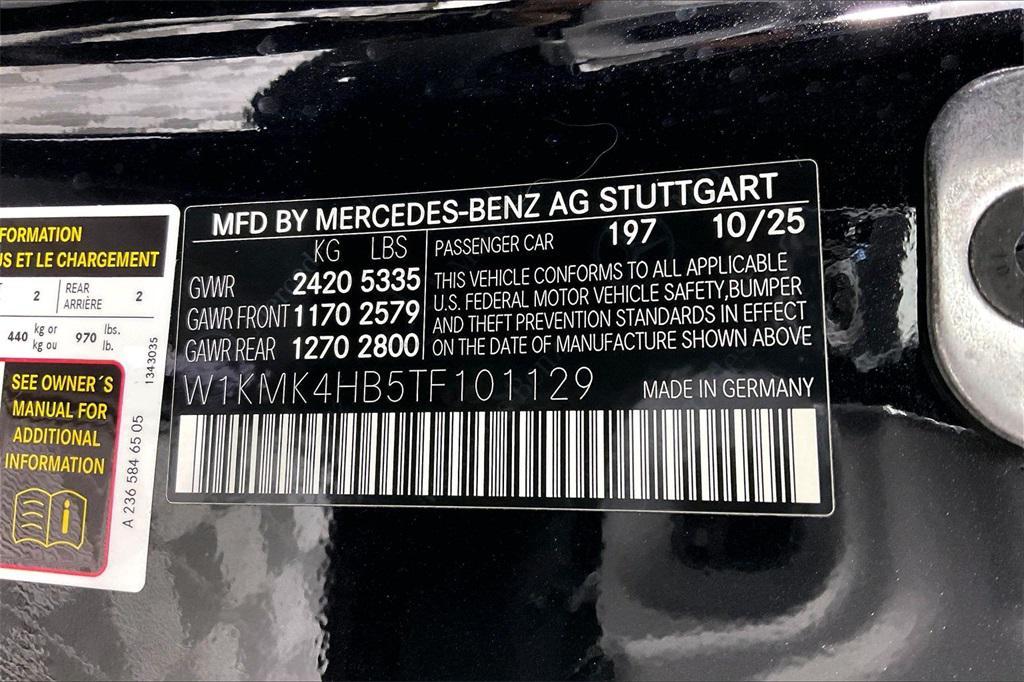 MFD BY MERCEDES-BENZ AG STUTTGART
KG LBS
GVWR 2420 5335
GAWR FRONT 1170 2579
GAWR REAR 1270 2800
PASSENGER CAR 197 10/25
THIS VEHICLE CONFORMS TO ALL APPLICABLE
U.S. FEDERAL MOTOR VEHICLE SAFETY,BUMPER
AND THEFT PREVENTION STANDARDS IN EFFECT
ON THE DATE OF MANUFACTURE SHOWN ABOVE
W1KMK4HB5TF101129 MADE IN GERMANY
ET LE CHARGEMENT
2 REAR 2
ARRIÈRE
440 kg or 970 lbs.
kg ou lb.
SEE OWNER´S
MANUAL FOR
ADDITIONAL
INFORMATION
1343035
A 236 584 65 05